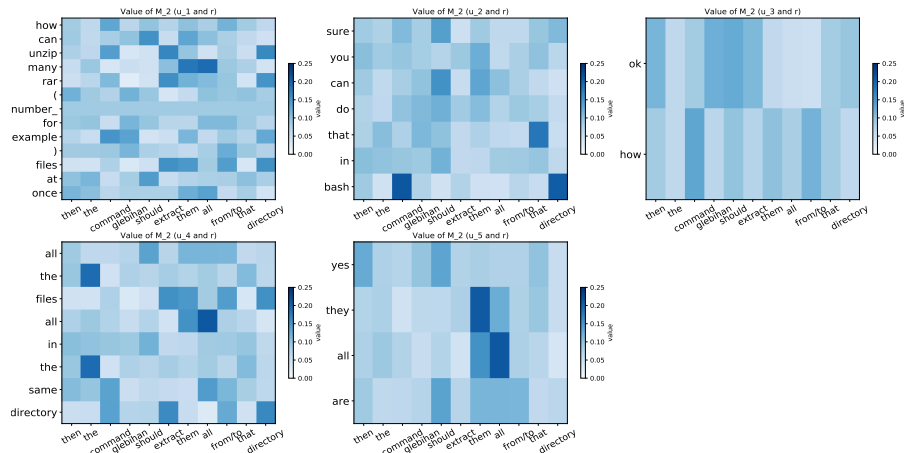 Value of M_2 (u_1 and r)
how
can
unzip
many
rar
(
number_
for
example
)
files
at
once
then the command glebihan should extract them all from/to that directory
0.25
0.20
0.15
0.10
0.05
0.00
value
Value of M_2 (u_2 and r)
sure
you
can
do
that
in
bash
then the command glebihan should extract them all from/to that directory
0.25
0.20
0.15
0.10
0.05
0.00
value
Value of M_2 (u_3 and r)
ok
how
then the command glebihan should extract them all from/to that directory
0.25
0.20
0.15
0.10
0.05
0.00
value
Value of M_2 (u_4 and r)
all
the
files
all
in
the
same
directory
then the command glebihan should extract them all from/to that directory
0.25
0.20
0.15
0.10
0.05
0.00
value
Value of M_2 (u_5 and r)
yes
they
all
are
then the command glebihan should extract them all from/to that directory
0.25
0.20
0.15
0.10
0.05
0.00
value